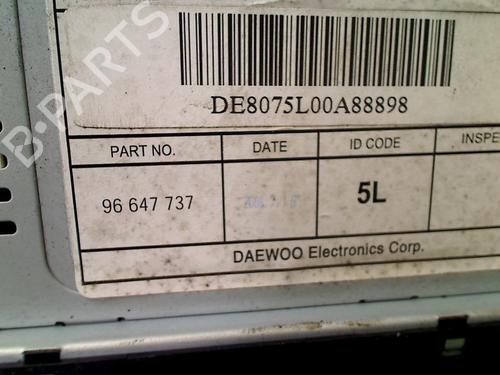 B-PARTS
DE8075L00A88898
PART NO. DATE ID CODE INSPE
96 647 737 5L
DAEWOO Electronics Corp.